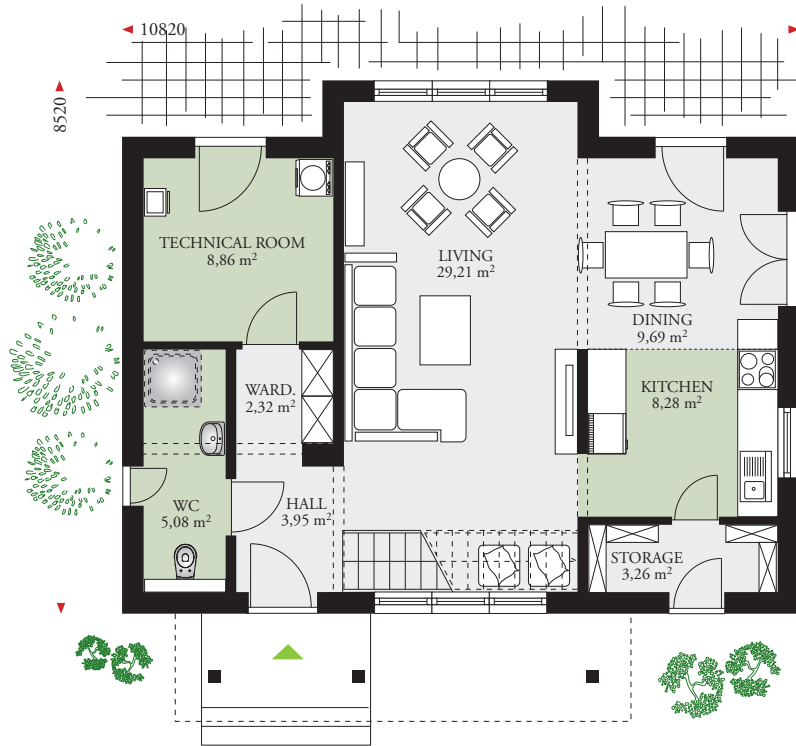 10820
8520
TECHNICAL ROOM
8,86 m²
LIVING
29,21 m²
DINING
9,69 m²
WARD.
2,32 m²
KITCHEN
8,28 m²
WC
5,08 m²
HALL
3,95 m²
STORAGE
3,26 m²